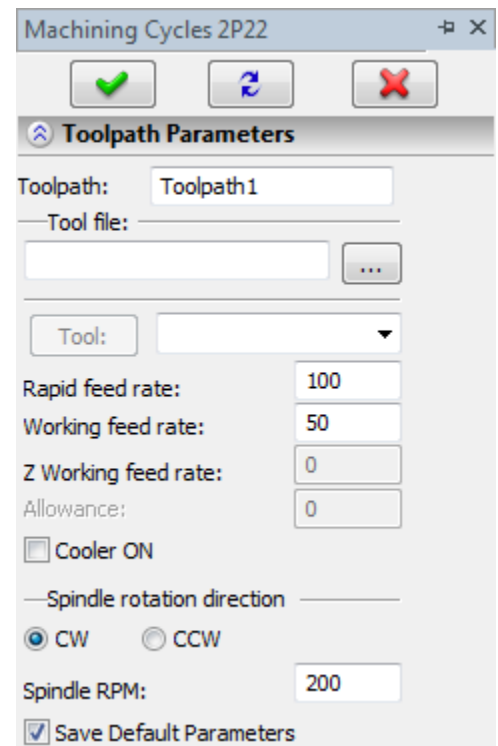 Machining Cycles 2P22
Toolpath Parameters
Toolpath: Toolpath1
Tool file:
...
Tool:
Rapid feed rate: 100
Working feed rate: 50
Z Working feed rate: 0
Allowance: 0
Cooler ON
Spindle rotation direction
CW CCW
Spindle RPM: 200
Save Default Parameters